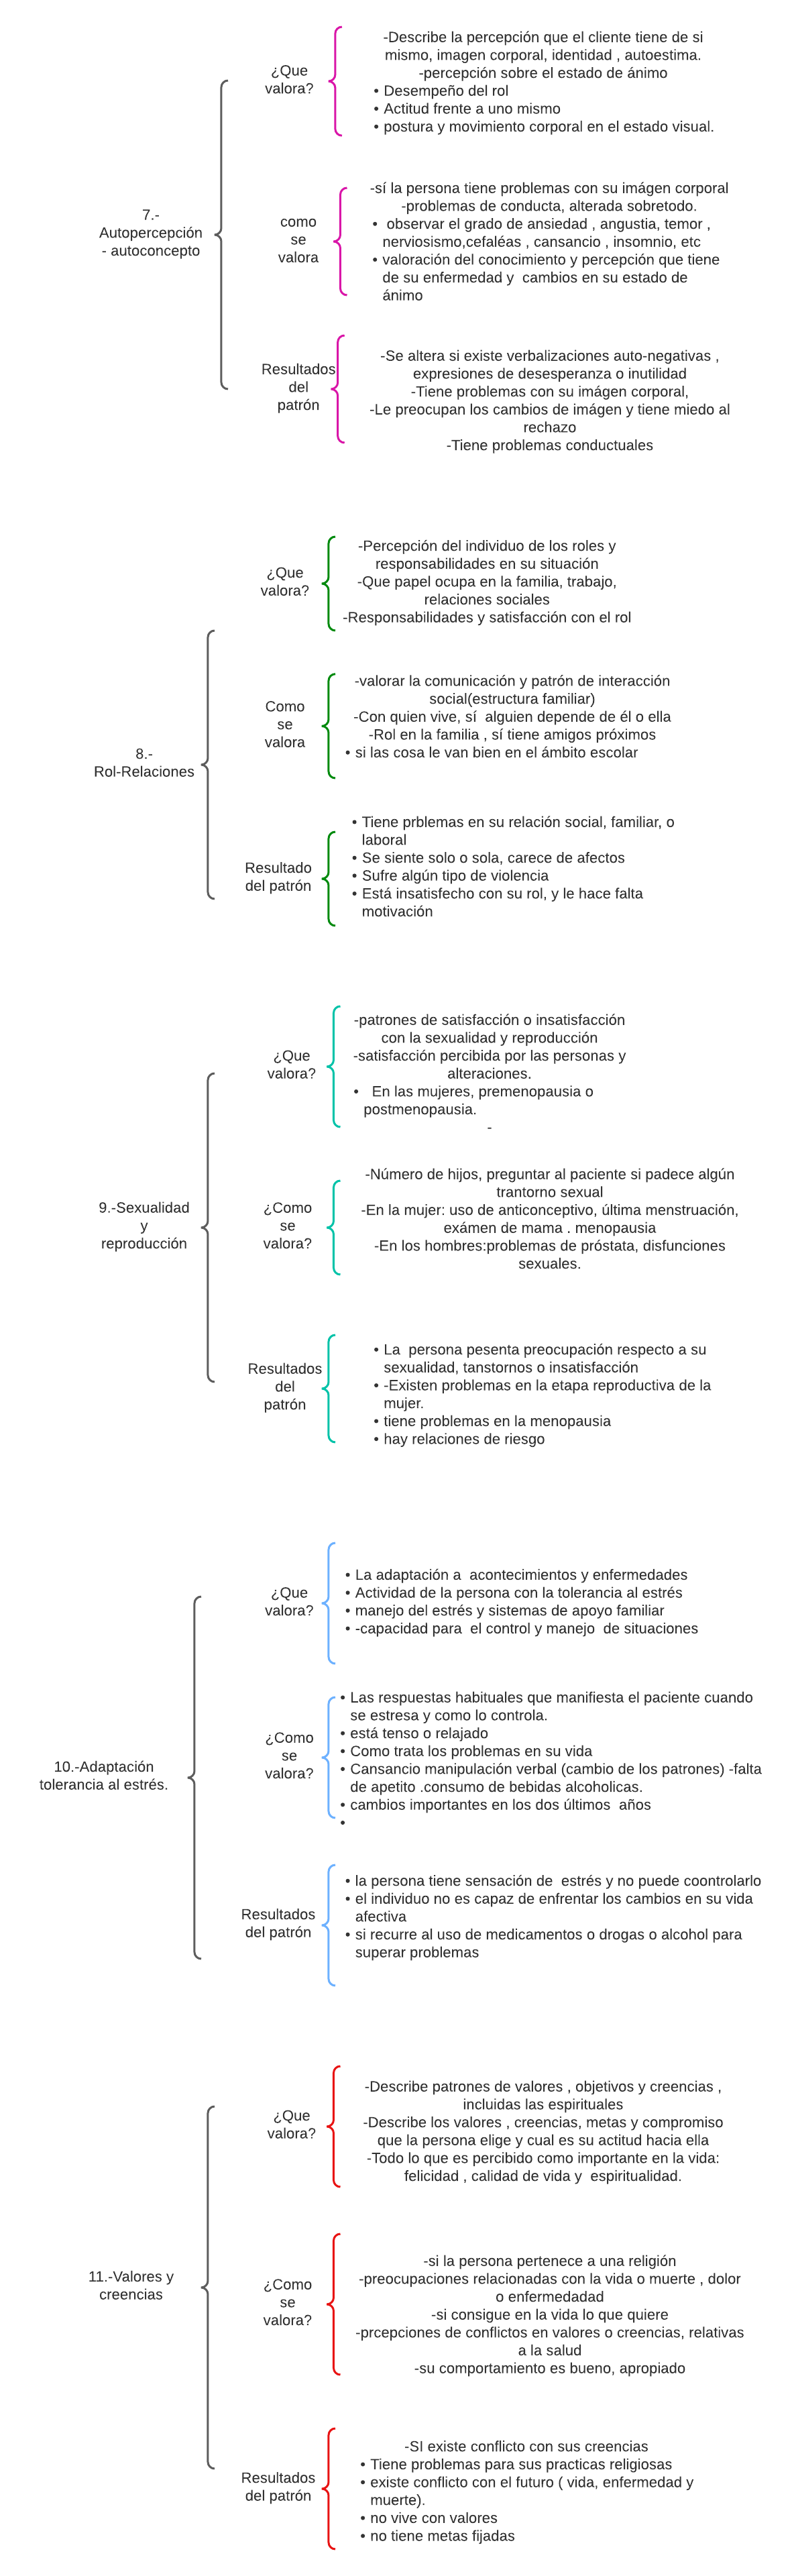 7.-
Autopercepción
- autoconcepto
¿Que
valora?
-Describe la percepción que el cliente tiene de si
mismo, imagen corporal, identidad , autoestima.
-percepción sobre el estado de ánimo
• Desempeño del rol
• Actitud frente a uno mismo
• postura y movimiento corporal en el estado visual.
como
se
valora
-sí la persona tiene problemas con su imágen corporal
-problemas de conducta, alterada sobretodo.
• observar el grado de ansiedad , angustia, temor ,
nerviosismo,cefaléas , cansancio , insomnio, etc
• valoración del conocimiento y percepción que tiene
de su enfermedad y  cambios en su estado de
ánimo
Resultados
del
patrón
-Se altera si existe verbalizaciones auto-negativas ,
expresiones de desesperanza o inutilidad
-Tiene problemas con su imágen corporal,
-Le preocupan los cambios de imágen y tiene miedo al
rechazo
-Tiene problemas conductuales
8.-
Rol-Relaciones
¿Que
valora?
-Percepción del individuo de los roles y
responsabilidades en su situación
-Que papel ocupa en la familia, trabajo,
relaciones sociales
-Responsabilidades y satisfacción con el rol
Como
se
valora
-valorar la comunicación y patrón de interacción
social(estructura familiar)
-Con quien vive, sí  alguien depende de él o ella
-Rol en la familia , sí tiene amigos próximos
• si las cosa le van bien en el ámbito escolar
Resultado
del patrón
• Tiene prblemas en su relación social, familiar, o
laboral
• Se siente solo o sola, carece de afectos
• Sufre algún tipo de violencia
• Está insatisfecho con su rol, y le hace falta
motivación
9.-Sexualidad
y
reproducción
¿Que
valora?
-patrones de satisfacción o insatisfacción
con la sexualidad y reproducción
-satisfacción percibida por las personas y
alteraciones.
•   En las mujeres, premenopausia o
postmenopausia.
-
¿Como
se
valora?
-Número de hijos, preguntar al paciente si padece algún
trantorno sexual
-En la mujer: uso de anticonceptivo, última menstruación,
exámen de mama . menopausia
-En los hombres:problemas de próstata, disfunciones
sexuales.
Resultados
del
patrón
• La  persona pesenta preocupación respecto a su
sexualidad, tanstornos o insatisfacción
• -Existen problemas en la etapa reproductiva de la
mujer.
• tiene problemas en la menopausia
• hay relaciones de riesgo
10.-Adaptación
tolerancia al estrés.
¿Que
valora?
• La adaptación a  acontecimientos y enfermedades
• Actividad de la persona con la tolerancia al estrés
• manejo del estrés y sistemas de apoyo familiar
• -capacidad para  el control y manejo  de situaciones
¿Como
se
valora?
• Las respuestas habituales que manifiesta el paciente cuando
se estresa y como lo controla.
• está tenso o relajado
• Como trata los problemas en su vida
• Cansancio manipulación verbal (cambio de los patrones) -falta
de apetito .consumo de bebidas alcoholicas.
• cambios importantes en los dos últimos  años
•
Resultados
del patrón
• la persona tiene sensación de  estrés y no puede coontrolarlo
• el individuo no es capaz de enfrentar los cambios en su vida
afectiva
• si recurre al uso de medicamentos o drogas o alcohol para
superar problemas
11.-Valores y
creencias
¿Que
valora?
-Describe patrones de valores , objetivos y creencias ,
incluidas las espirituales
-Describe los valores , creencias, metas y compromiso
que la persona elige y cual es su actitud hacia ella
-Todo lo que es percibido como importante en la vida:
felicidad , calidad de vida y  espiritualidad.
¿Como
se
valora?
-si la persona pertenece a una religión
-preocupaciones relacionadas con la vida o muerte , dolor
o enfermedadad
-si consigue en la vida lo que quiere
-prcepciones de conflictos en valores o creencias, relativas
a la salud
-su comportamiento es bueno, apropiado
Resultados
del patrón
-SI existe conflicto con sus creencias
• Tiene problemas para sus practicas religiosas
• existe conflicto con el futuro ( vida, enfermedad y
muerte).
• no vive con valores
• no tiene metas fijadas